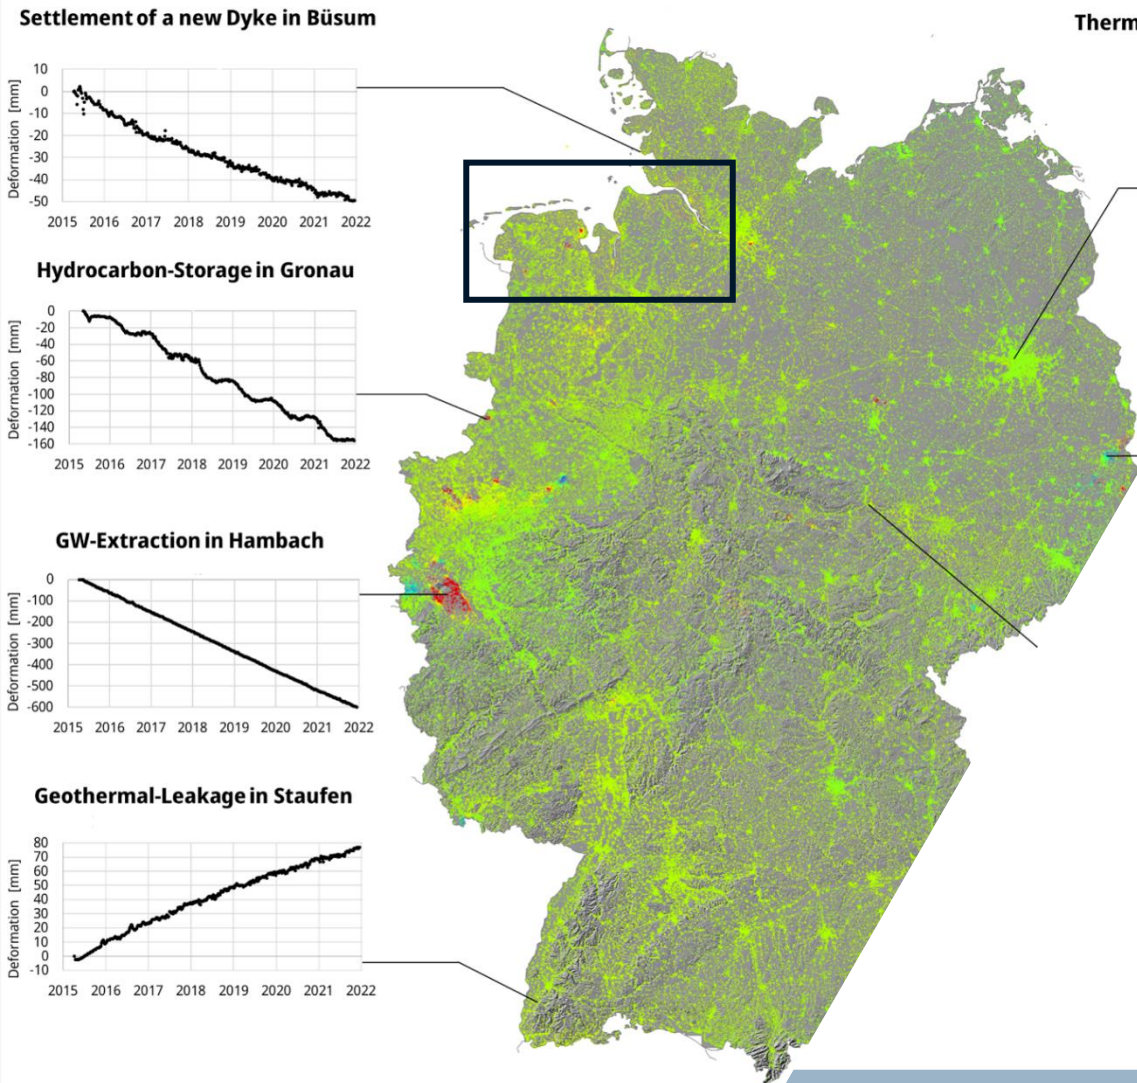 Settlement of a new Dyke in Büsum
Therm
Deformation [mm]
10
0
-10
-20
-30
-40
-50
2015 2016 2017 2018 2019 2020 2021 2022
Hydrocarbon-Storage in Gronau
Deformation [mm]
0
-20
-40
-60
-80
-100
-120
-140
-160
2015 2016 2017 2018 2019 2020 2021 2022
GW-Extraction in Hambach
Deformation [mm]
0
-100
-200
-300
-400
-500
-600
2015 2016 2017 2018 2019 2020 2021 2022
Geothermal-Leakage in Staufen
Deformation [mm]
80
70
60
50
40
30
20
10
0
-10
2015 2016 2017 2018 2019 2020 2021 2022